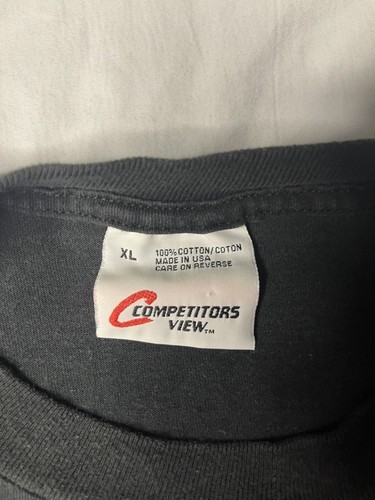 XL
100% COTTON/COTON
MADE IN USA
CARE ON REVERSE
COMPETITORS
VIEW™